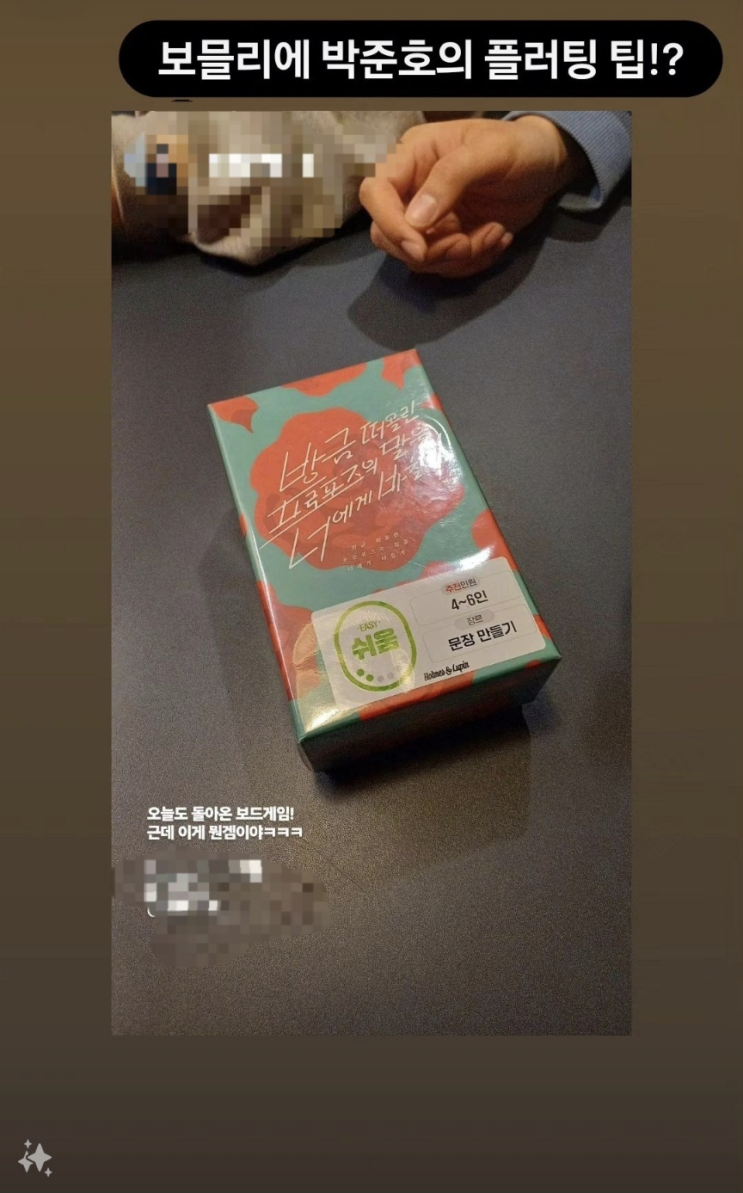 보믈리에 박준호의 플러팅 팁!?
방금 떠올린
프로포즈의 말을
너에게 바칠게
EASY
쉬움
추천인원
4~6인
장르
문장 만들기
Holmes & Lupin
오늘도 돌아온 보드게임!
근데 이게 뭔겜이야ㅋㅋㅋ